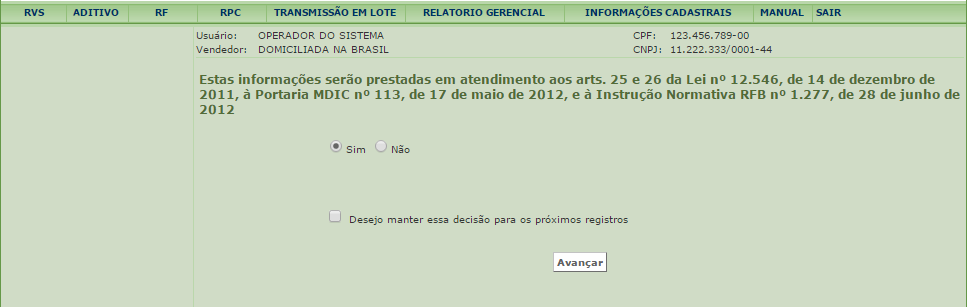 RVS ADITIVO RF RPC TRANSMISSÃO EM LOTE RELATORIO GERENCIAL INFORMAÇÕES CADASTRAIS MANUAL SAIR
Usuário: OPERADOR DO SISTEMA CPF: 123.456.789-00
Vendedor: DOMICILIADA NA BRASIL CNPJ: 11.222.333/0001-44
Estas informações serão prestadas em atendimento aos arts. 25 e 26 da Lei nº 12.546, de 14 de dezembro de
2011, à Portaria MDIC nº 113, de 17 de maio de 2012, e à Instrução Normativa RFB nº 1.277, de 28 de junho de
2012
Sim Não
Desejo manter essa decisão para os próximos registros
Avançar